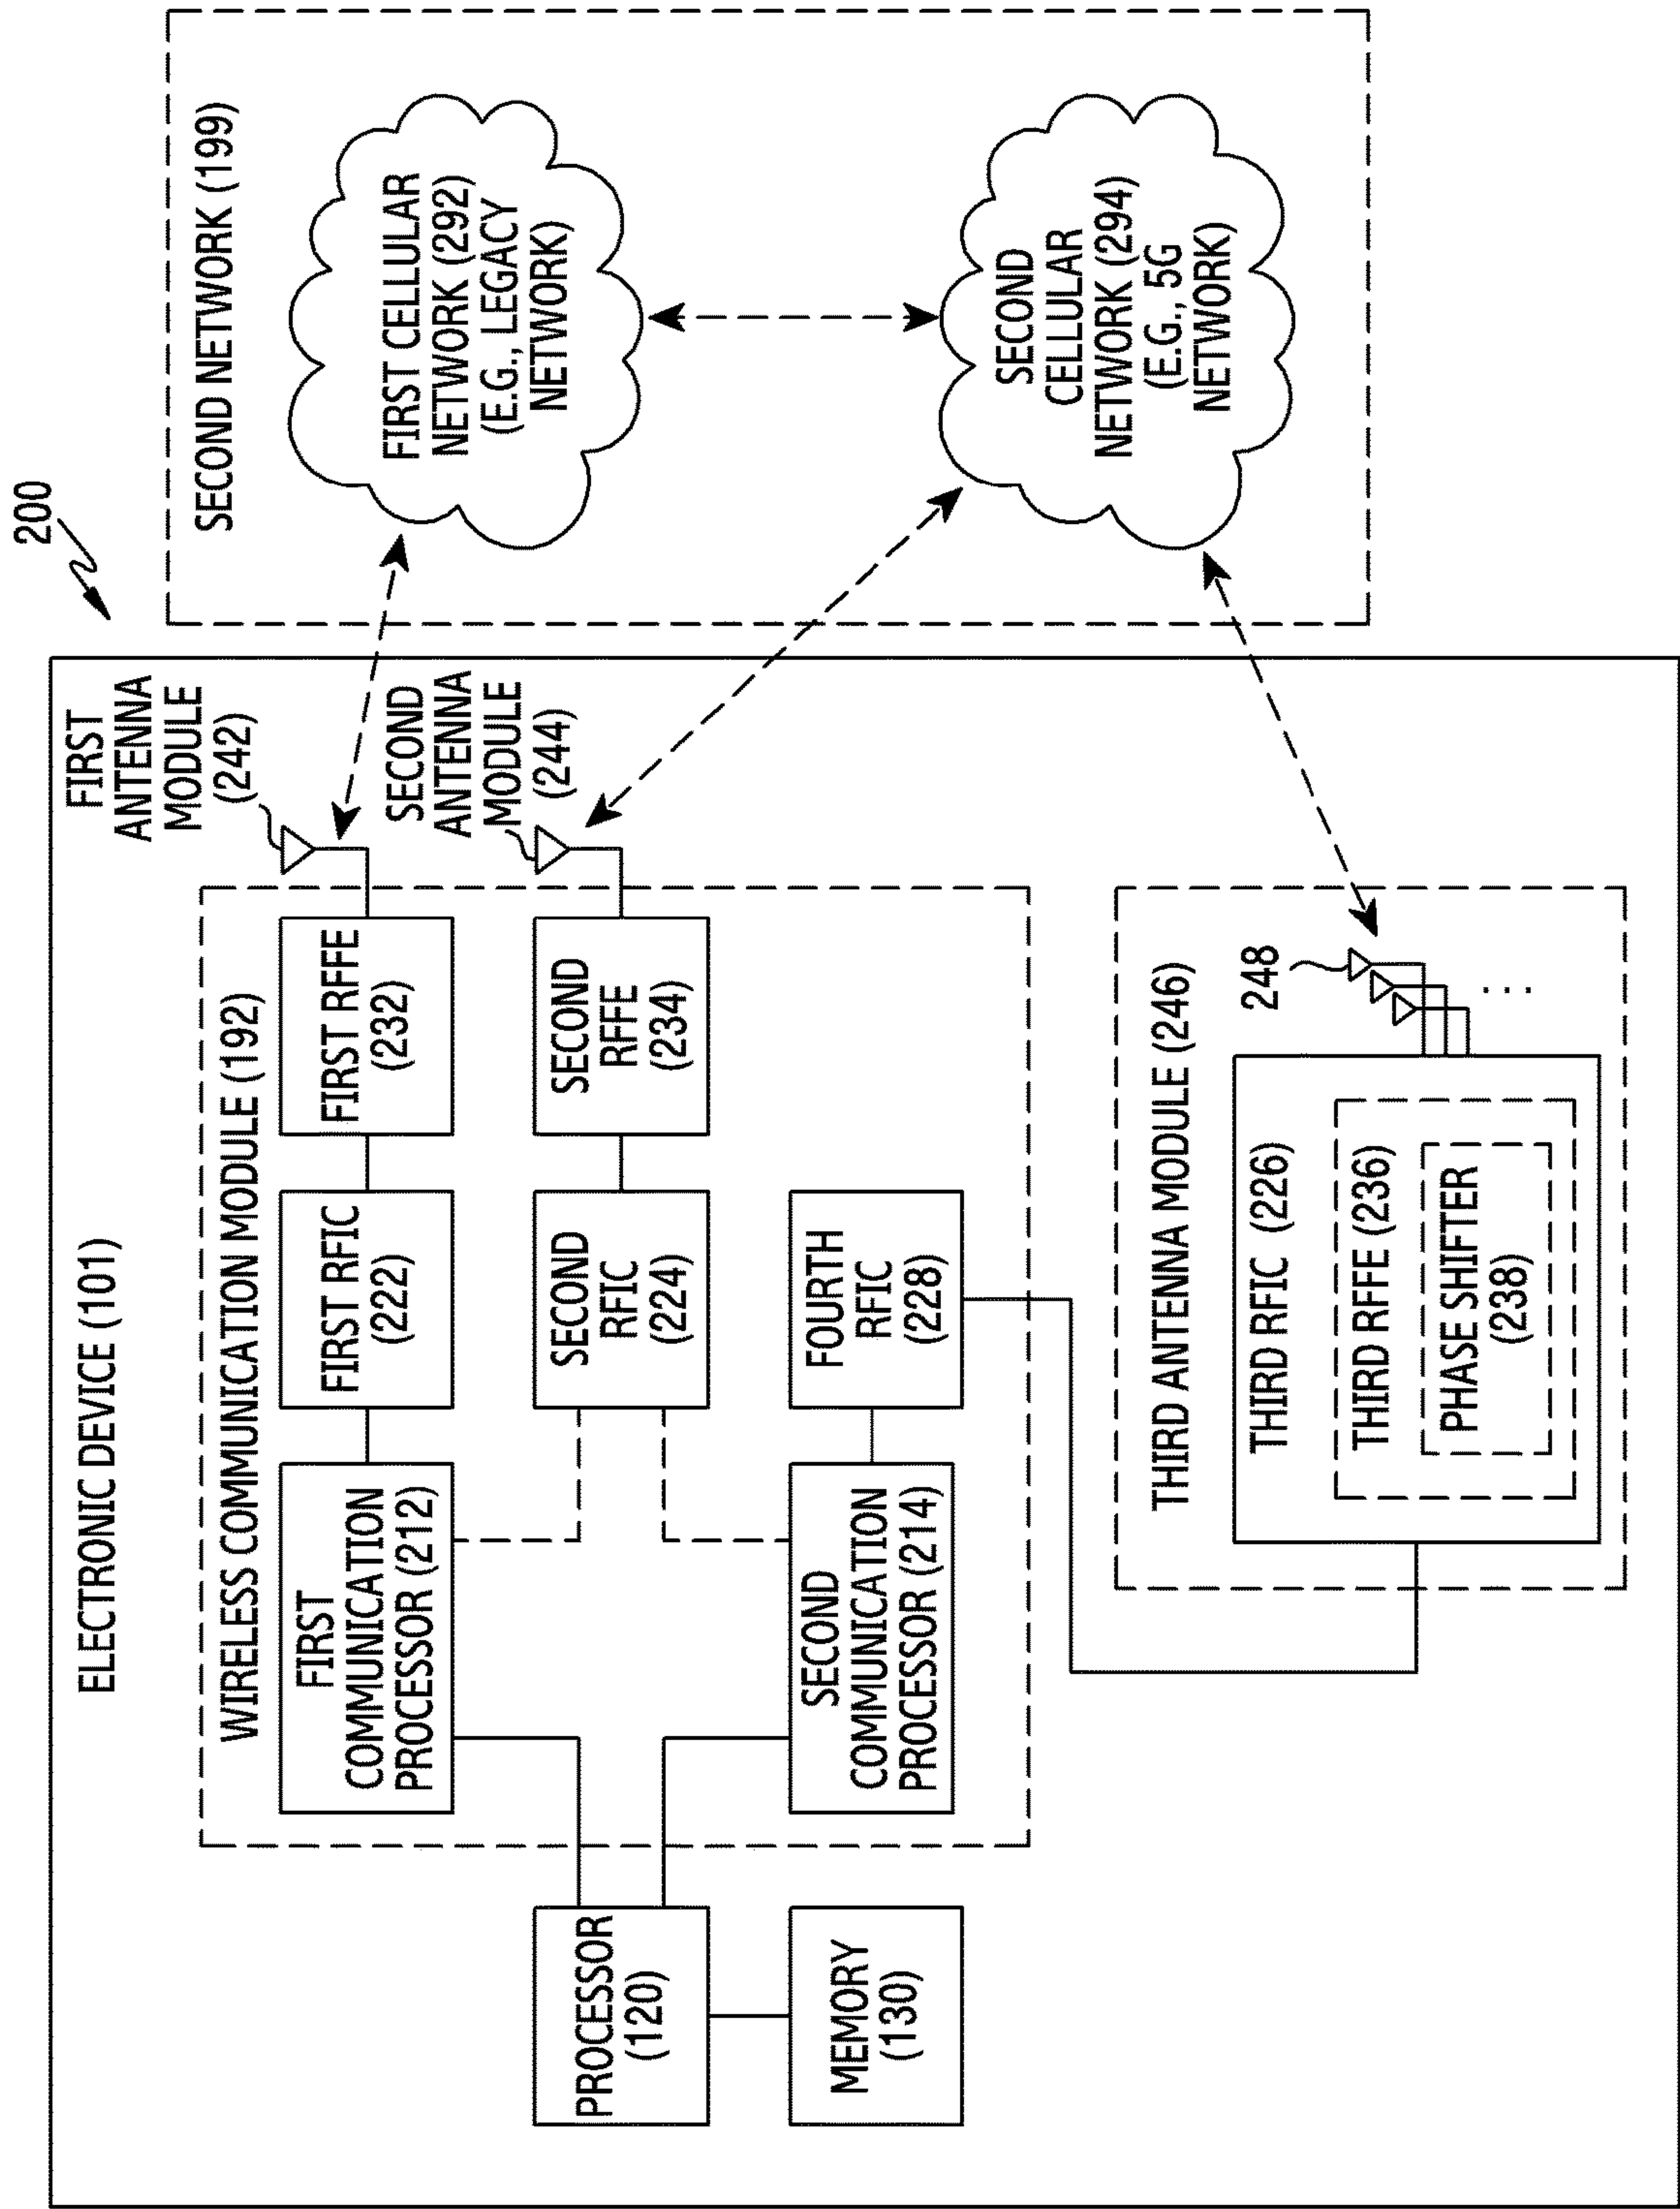 200
ELECTRONIC DEVICE (101)
FIRST
ANTENNA
MODULE
(242)
SECOND NETWORK (199)
WIRELESS COMMUNICATION MODULE (192)
FIRST
COMMUNICATION
PROCESSOR (212)
FIRST RFIC
(222)
FIRST RFFE
(232)
SECOND
ANTENNA
MODULE
(244)
FIRST CELLULAR
NETWORK (292)
(E.G., LEGACY
NETWORK)
PROCESSOR
(120)
SECOND
RFIC
(224)
SECOND
RFFE
(234)
MEMORY
(130)
SECOND
COMMUNICATION
PROCESSOR (214)
FOURTH
RFIC
(228)
SECOND
CELLULAR
NETWORK (294)
(E.G., 5G
NETWORK)
THIRD ANTENNA MODULE (246)
248
THIRD RFIC (226)
THIRD RFFE (236)
PHASE SHIFTER
(238)
. . .